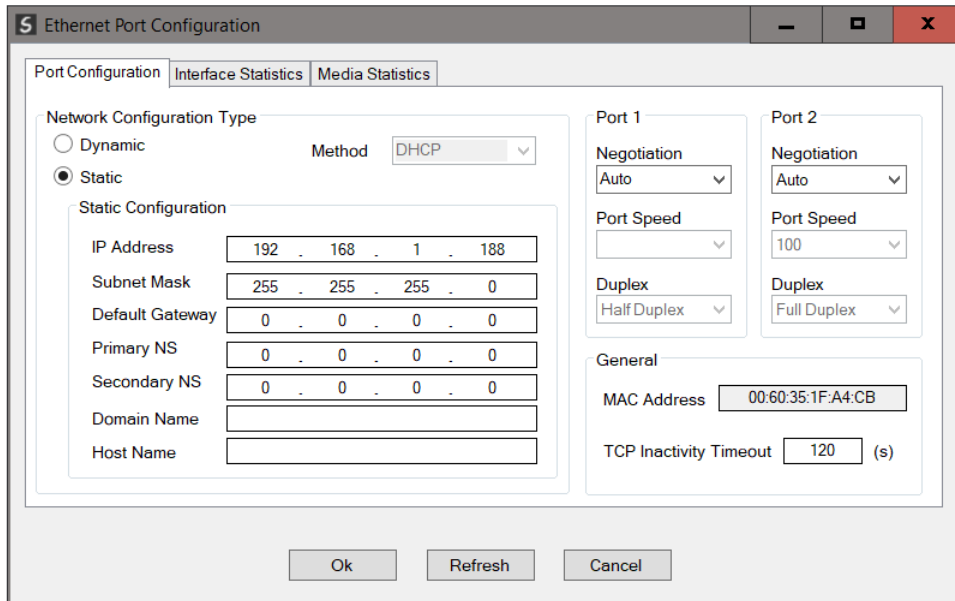 S Ethernet Port Configuration
Port Configuration Interface Statistics Media Statistics
Network Configuration Type
Dynamic
Method DHCP
Static
Static Configuration
IP Address 192 . 168 . 1 . 188
Subnet Mask 255 . 255 . 255 . 0
Default Gateway 0 . 0 . 0 . 0
Primary NS 0 . 0 . 0 . 0
Secondary NS 0 . 0 . 0 . 0
Domain Name
Host Name
Port 1
Negotiation
Auto
Port Speed
Duplex
Half Duplex
Port 2
Negotiation
Auto
Port Speed
100
Duplex
Full Duplex
General
MAC Address 00:60:35:1F:A4:CB
TCP Inactivity Timeout 120 (s)
Ok Refresh Cancel